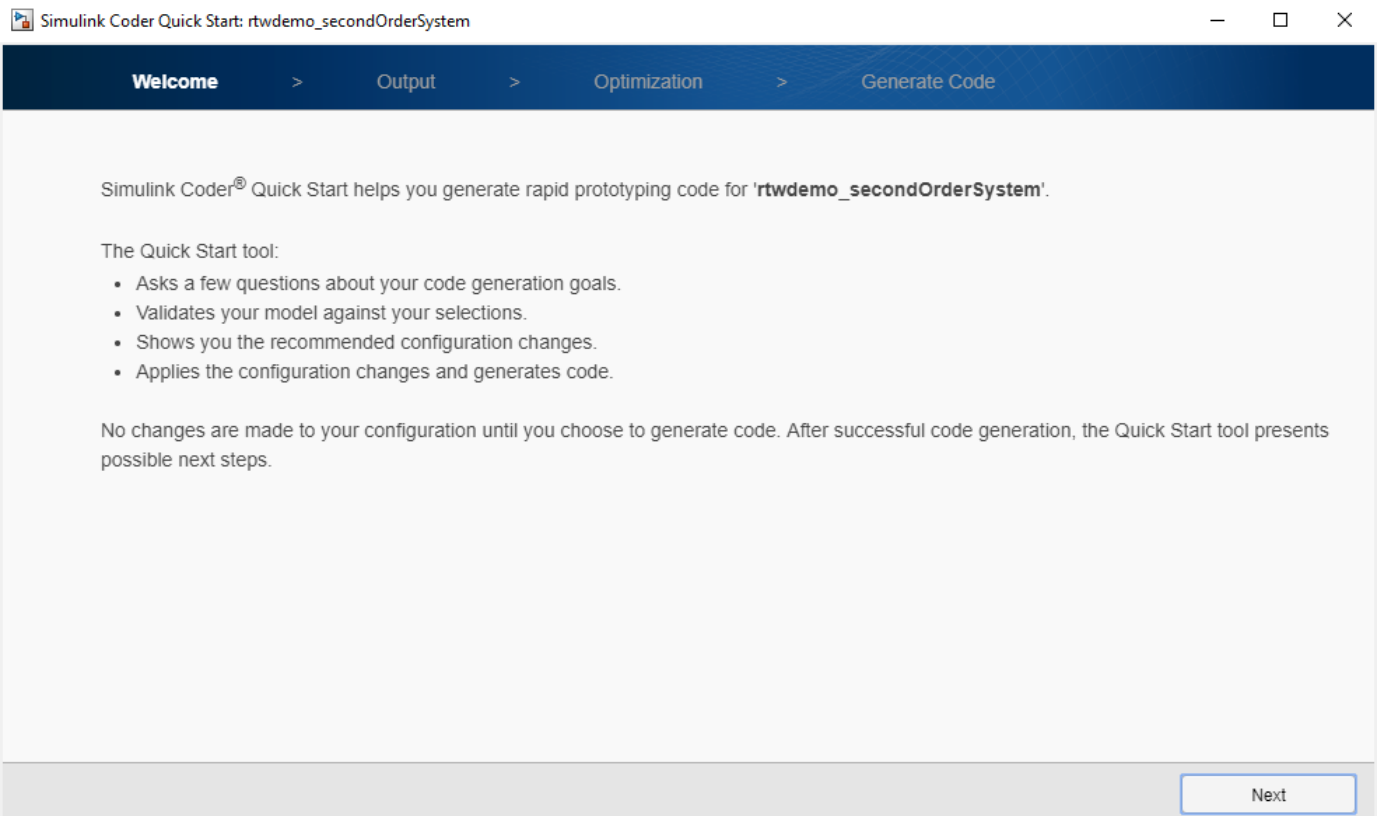 Simulink Coder Quick Start: rtwdemo_secondOrderSystem
Welcome > Output > Optimization > Generate Code
Simulink Coder® Quick Start helps you generate rapid prototyping code for 'rtwdemo_secondOrderSystem'.
The Quick Start tool:
• Asks a few questions about your code generation goals.
• Validates your model against your selections.
• Shows you the recommended configuration changes.
• Applies the configuration changes and generates code.
No changes are made to your configuration until you choose to generate code. After successful code generation, the Quick Start tool presents
possible next steps.
Next